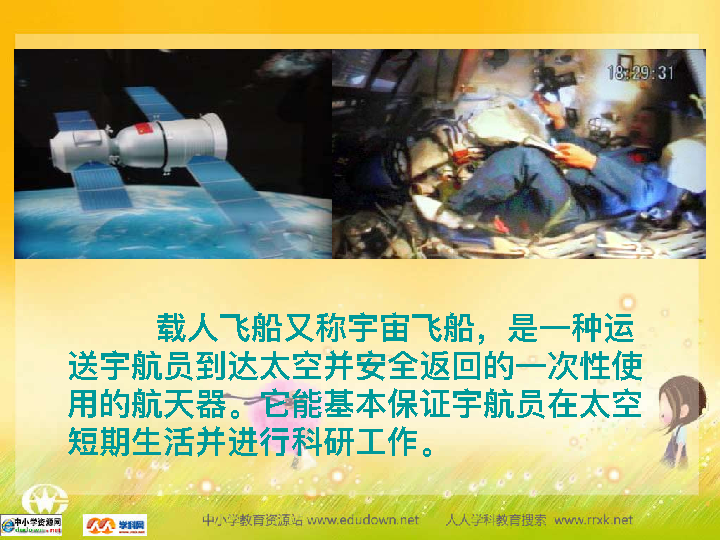 18:29:31
载人飞船又称宇宙飞船，是一种运
送宇航员到达太空并安全返回的一次性使
用的航天器。它能基本保证宇航员在太空
短期生活并进行科研工作。
中小学资源网
学科网
中小学教育资源站 www.edudown.net 人人学科教育搜索 www.rrxk.net